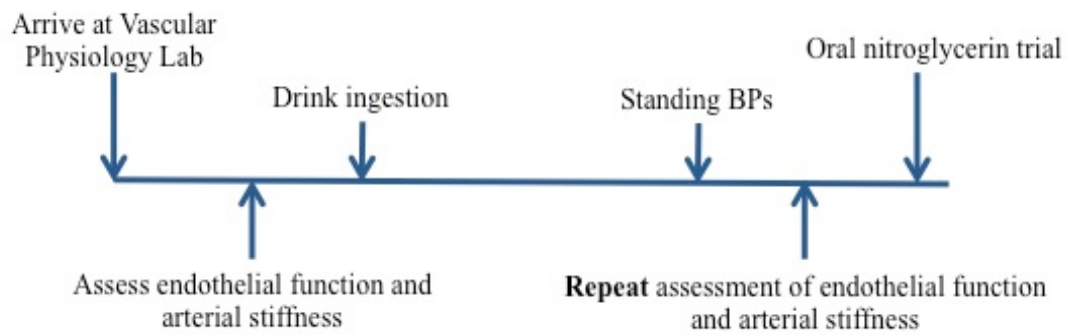 Arrive at Vascular
Physiology Lab
Oral nitroglycerin trial
Drink ingestion
Standing BPs
Assess endothelial function and
arterial stiffness
Repeat assessment of endothelial function
and arterial stiffness